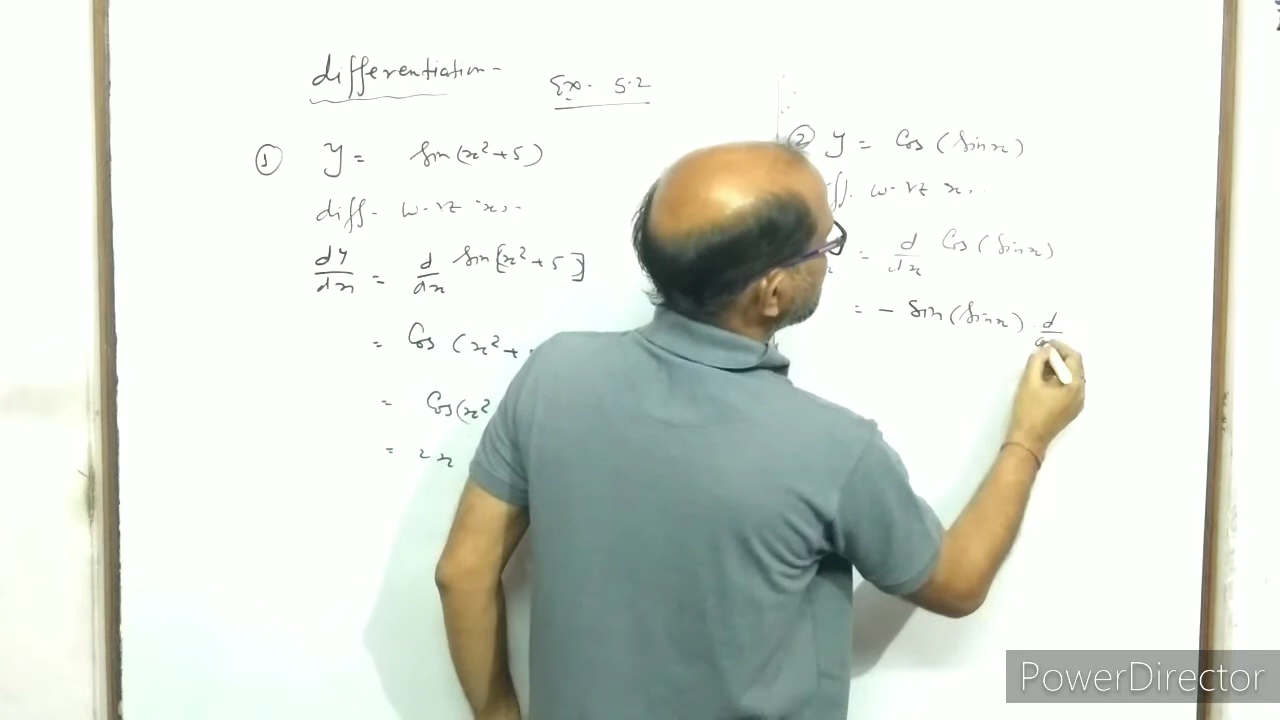 differentiation -
Ex. 5.2
① y = Sin(x²+5)
diff. w.r.t x,
dy/dx = d/dx Sin[x²+5]
= Cos (x²+
= Cos(x²
= 2x
② y = Cos (Sin x)
ff. w.r.t x,
= d/dx Cos (Sin x)
= - Sin (Sin x) . d
PowerDirector